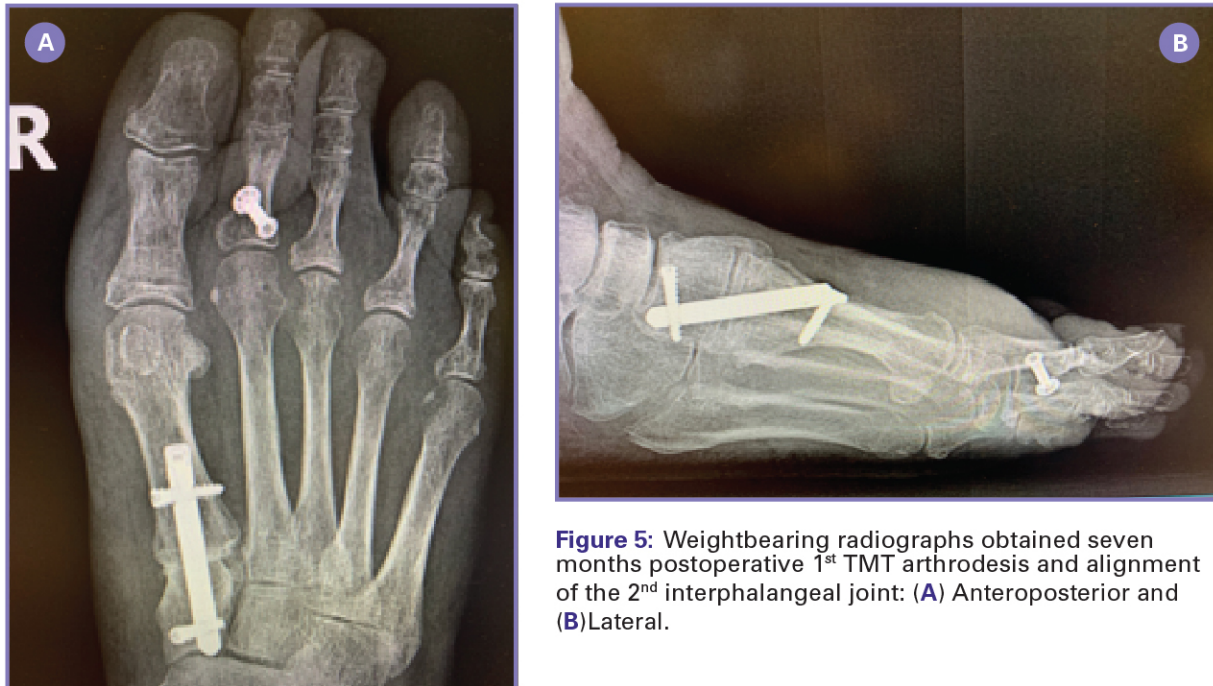 A
R
B
Figure 5: Weightbearing radiographs obtained seven
months postoperative 1st TMT arthrodesis and alignment
of the 2nd interphalangeal joint: (A) Anteroposterior and
(B)Lateral.